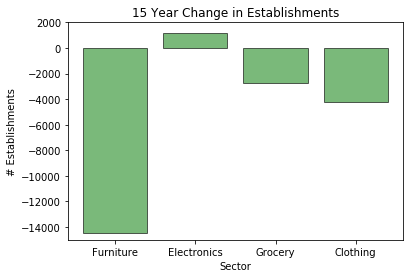 15 Year Change in Establishments
2000
0
−2000
−4000
−6000
−8000
−10000
−12000
−14000
# Establishments
Furniture
Electronics
Grocery
Clothing
Sector